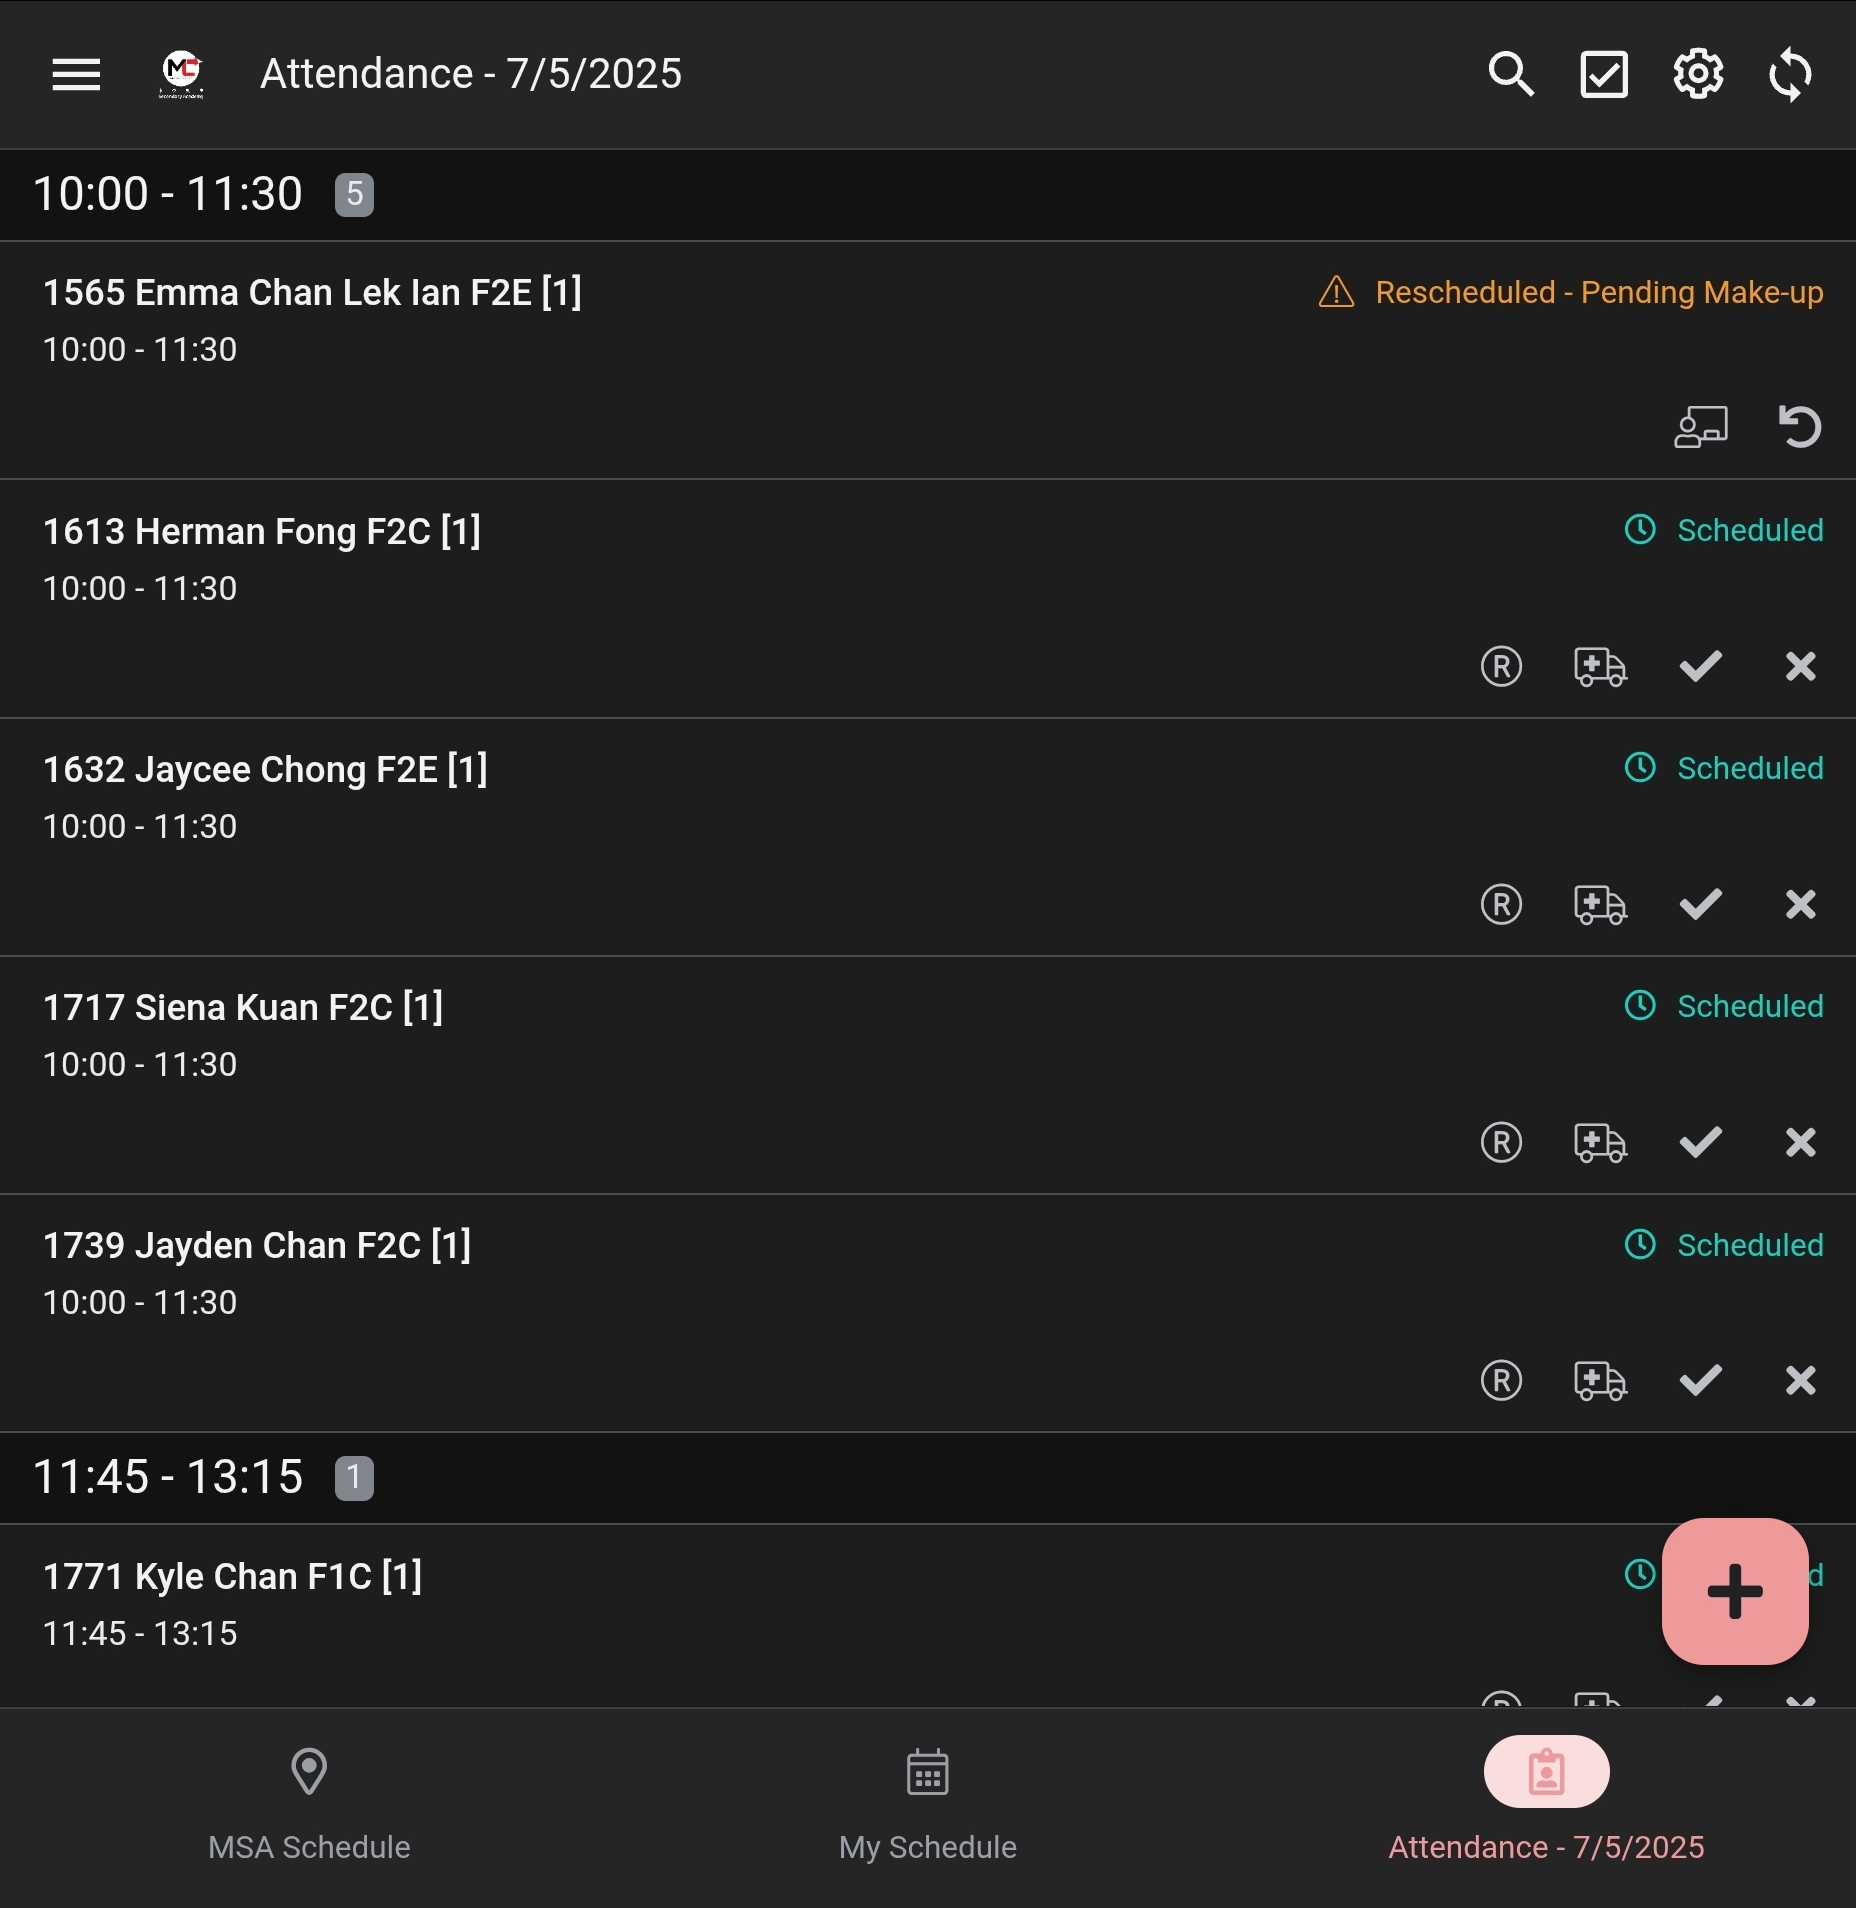 Attendance - 7/5/2025
10:00 - 11:30 5
1565 Emma Chan Lek Ian F2E [1]
Rescheduled - Pending Make-up
10:00 - 11:30
1613 Herman Fong F2C [1]
Scheduled
10:00 - 11:30
R
1632 Jaycee Chong F2E [1]
Scheduled
10:00 - 11:30
R
1717 Siena Kuan F2C [1]
Scheduled
10:00 - 11:30
R
1739 Jayden Chan F2C [1]
Scheduled
10:00 - 11:30
R
11:45 - 13:15 1
1771 Kyle Chan F1C [1]
11:45 - 13:15
MSA Schedule
My Schedule
Attendance - 7/5/2025